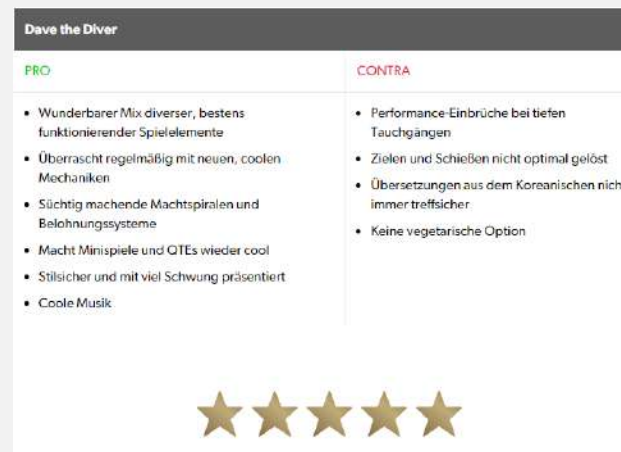 Dave the Diver
PRO
CONTRA
• Wunderbarer Mix diverser, bestens
funktionierender Spielelemente
• Überrascht regelmäßig mit neuen, coolen
Mechaniken
• Süchtig machende Machtspiralen und
Belohnungssysteme
• Macht Minispiele und QTEs wieder cool
• Stilsicher und mit viel Schwung präsentiert
• Coole Musik
• Performance-Einbrüche bei tiefen
Tauchgängen
• Zielen und Schießen nicht optimal gelöst
• Übersetzungen aus dem Koreanischen nich
immer treffsicher
• Keine vegetarische Option